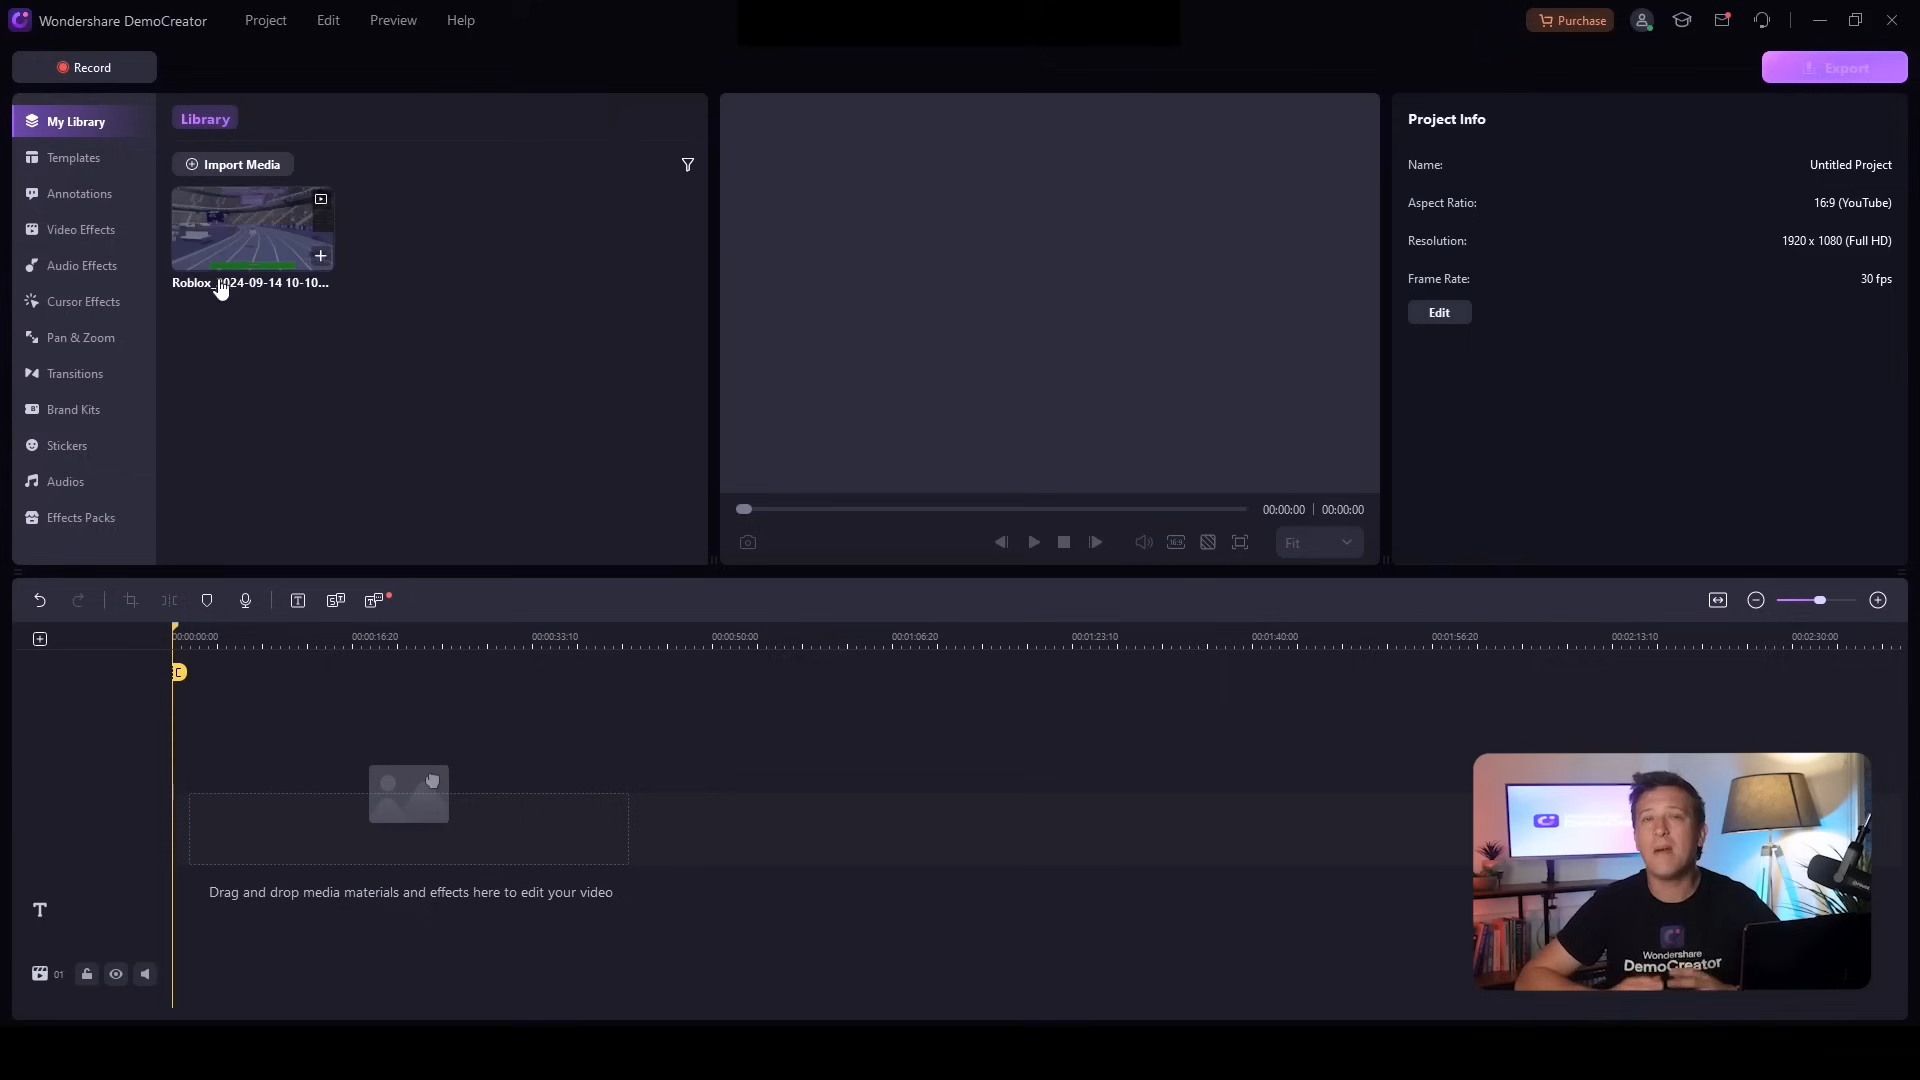 Wondershare DemoCreator
Project
Edit
Preview
Help
Purchase
Record
Export
My Library
Templates
Annotations
Video Effects
Audio Effects
Cursor Effects
Pan & Zoom
Transitions
Brand Kits
Stickers
Audios
Effects Packs
Library
Import Media
Roblox_2024-09-14 10-10...
00:00:00 | 00:00:00
16:9
Fit
Project Info
Name: Untitled Project
Aspect Ratio: 16:9 (YouTube)
Resolution: 1920 x 1080 (Full HD)
Frame Rate: 30 fps
Edit
00:00:00:00
00:00:16:20
00:00:33:10
00:00:50:00
00:01:06:20
00:01:23:10
00:01:40:00
00:01:56:20
00:02:13:10
00:02:30:00
Drag and drop media materials and effects here to edit your video
01
Wondershare
DemoCreator